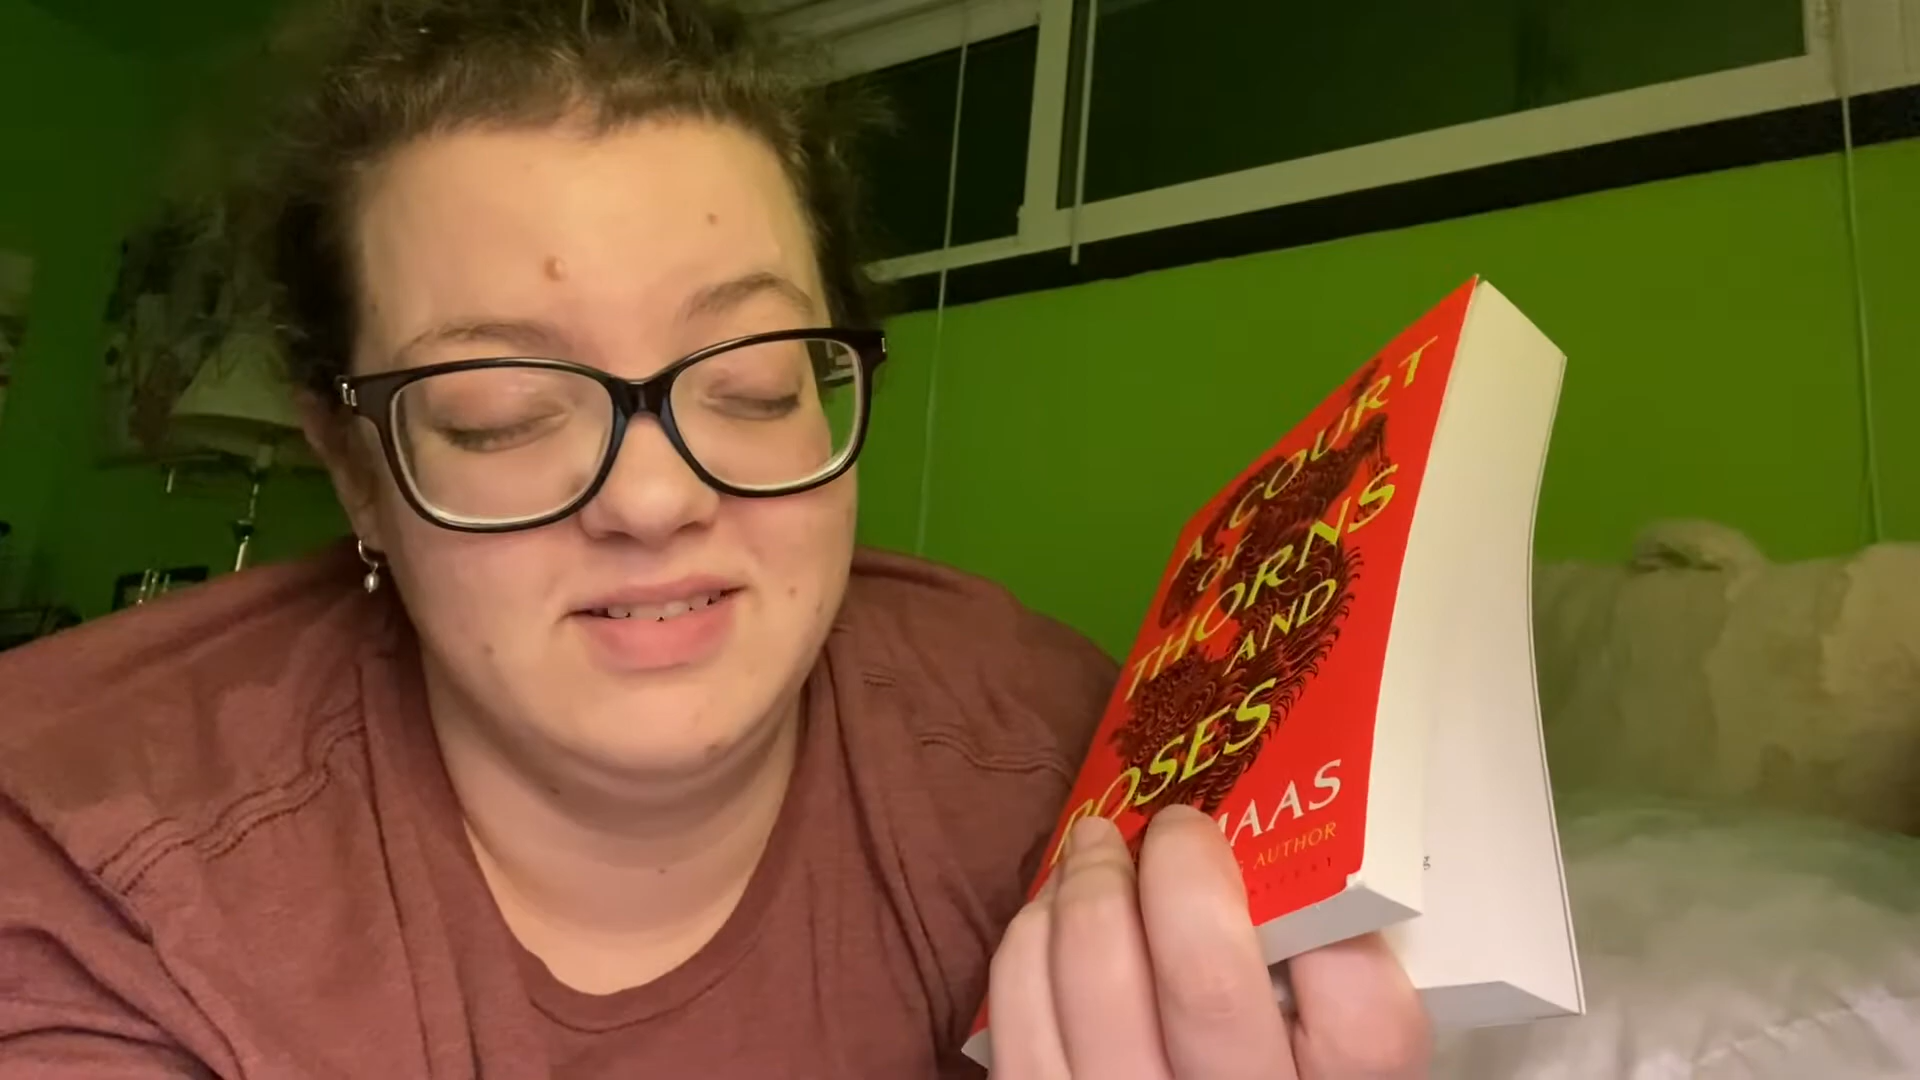 A
COURT
OF
THORNS
AND
ROSES
MAAS
AUTHOR